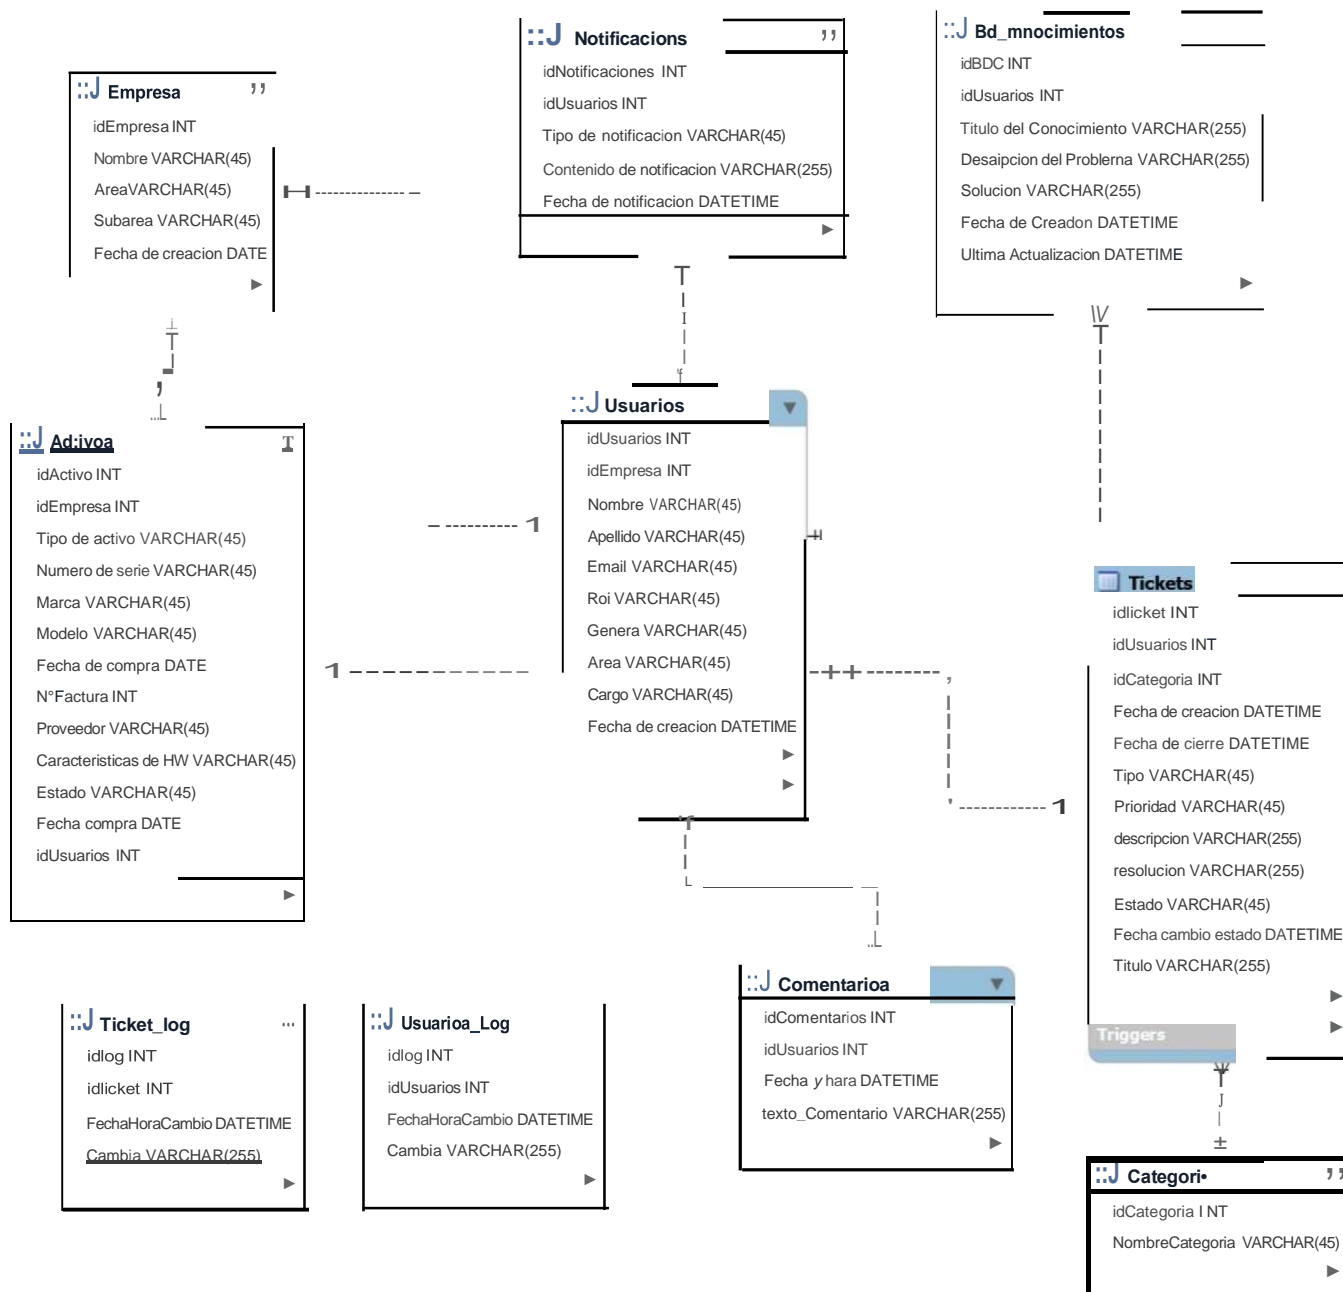 Notificacions
idNotificaciones INT
idUsuarios INT
Tipo de notificacion VARCHAR(45)
Contenido de notificacion VARCHAR(255)
Fecha de notificacion DATETIME
Bd_mnocimientos
idBDC INT
idUsuarios INT
Titulo del Conocimiento VARCHAR(255)
Desaipcion del Problerna VARCHAR(255)
Solucion VARCHAR(255)
Fecha de Creadon DATETIME
Ultima Actualizacion DATETIME
Empresa
idEmpresa INT
Nombre VARCHAR(45)
AreaVARCHAR(45)
Subarea VARCHAR(45)
Fecha de creacion DATE
Ad:ivoa
idActivo INT
idEmpresa INT
Tipo de activo VARCHAR(45)
Numero de serie VARCHAR(45)
Marca VARCHAR(45)
Modelo VARCHAR(45)
Fecha de compra DATE
N°Factura INT
Proveedor VARCHAR(45)
Caracteristicas de HW VARCHAR(45)
Estado VARCHAR(45)
Fecha compra DATE
idUsuarios INT
Usuarios
idUsuarios INT
idEmpresa INT
Nombre VARCHAR(45)
Apellido VARCHAR(45)
Email VARCHAR(45)
Roi VARCHAR(45)
Genera VARCHAR(45)
Area VARCHAR(45)
Cargo VARCHAR(45)
Fecha de creacion DATETIME
Tickets
idlicket INT
idUsuarios INT
idCategoria INT
Fecha de creacion DATETIME
Fecha de cierre DATETIME
Tipo VARCHAR(45)
Prioridad VARCHAR(45)
descripcion VARCHAR(255)
resolucion VARCHAR(255)
Estado VARCHAR(45)
Fecha cambio estado DATETIME
Titulo VARCHAR(255)
Triggers
Ticket_log
idlog INT
idlicket INT
FechaHoraCambio DATETIME
Cambia VARCHAR(255)
Usuarioa_Log
idlog INT
idUsuarios INT
FechaHoraCambio DATETIME
Cambia VARCHAR(255)
Comentarioa
idComentarios INT
idUsuarios INT
Fecha y hara DATETIME
texto_Comentario VARCHAR(255)
Categori•
idCategoria I NT
NombreCategoria VARCHAR(45)